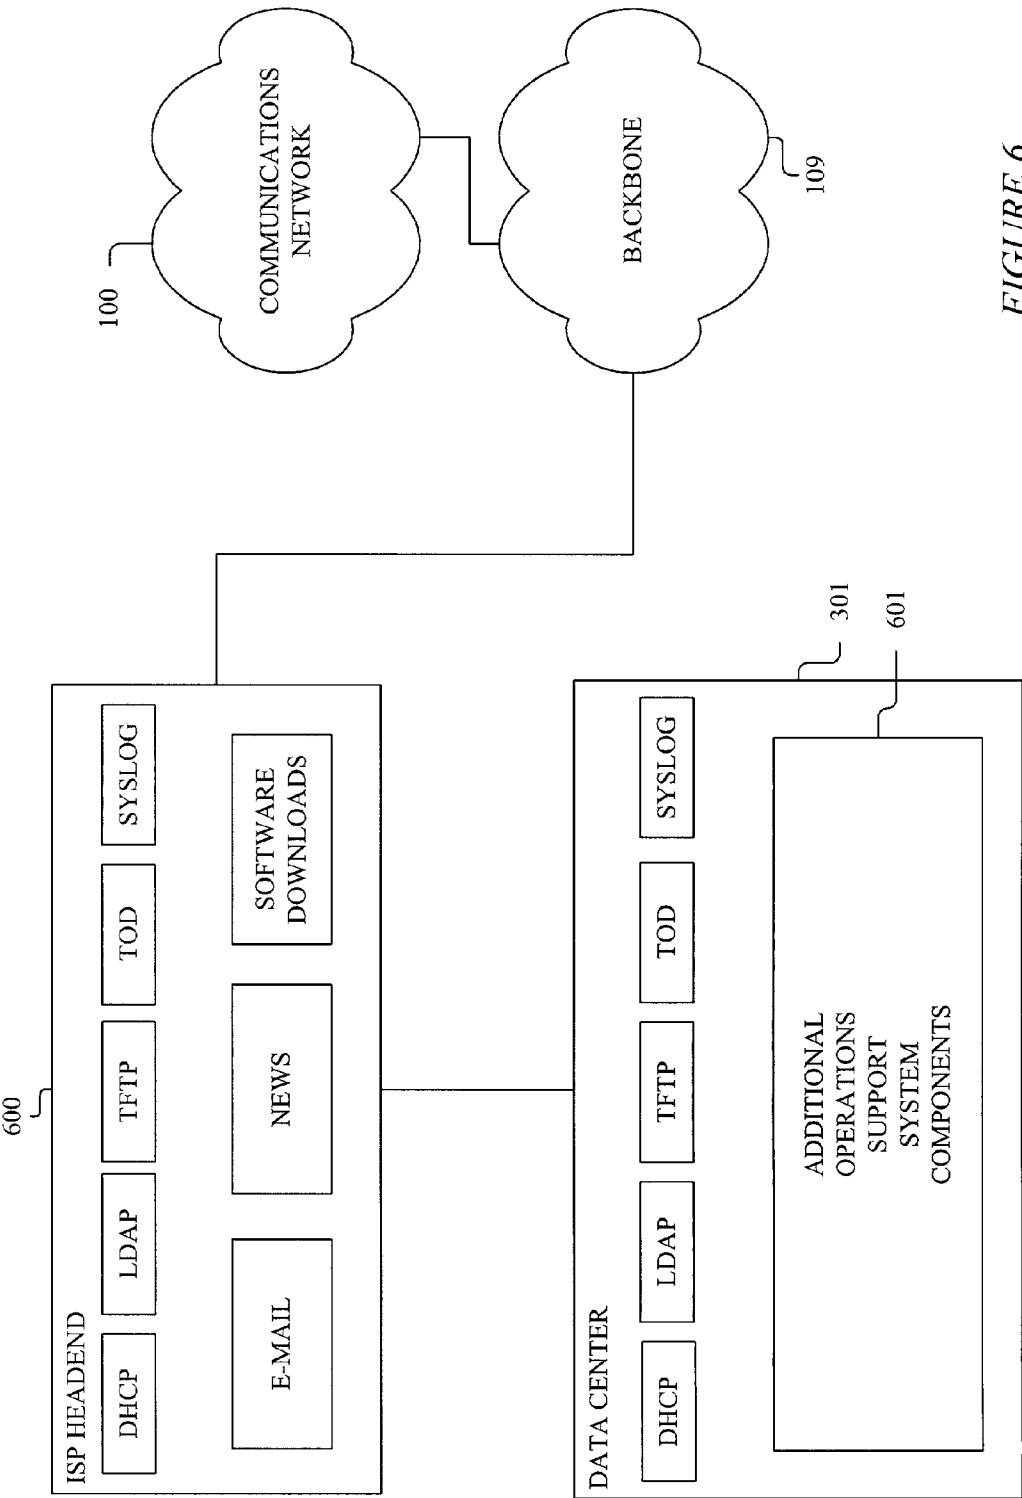 600
ISP HEADEND
DHCP
LDAP
TFTP
TOD
SYSLOG
E-MAIL
NEWS
SOFTWARE
DOWNLOADS
100
COMMUNICATIONS
NETWORK
BACKBONE
109
DATA CENTER
301
DHCP
LDAP
TFTP
TOD
SYSLOG
601
ADDITIONAL
OPERATIONS
SUPPORT
SYSTEM
COMPONENTS
FIGURE 6